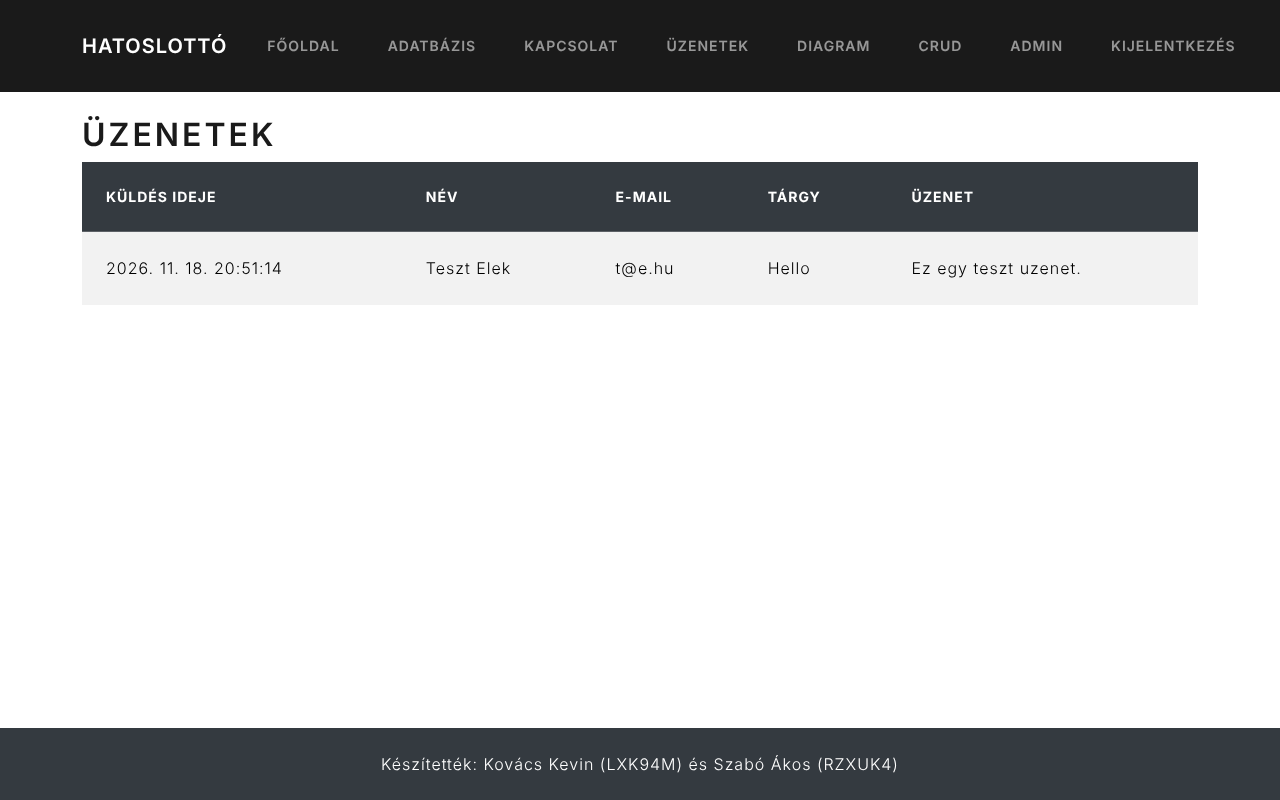 HATOSLOTTÓ FŐOLDAL ADATBÁZIS KAPCSOLAT ÜZENETEK DIAGRAM CRUD ADMIN KIJELENTKEZÉS
ÜZENETEK
KÜLDÉS IDEJE NÉV E-MAIL TÁRGY ÜZENET
2026. 11. 18. 20:51:14 Teszt Elek t@e.hu Hello Ez egy teszt uzenet.
Készítették: Kovács Kevin (LXK94M) és Szabó Ákos (RZXUK4)